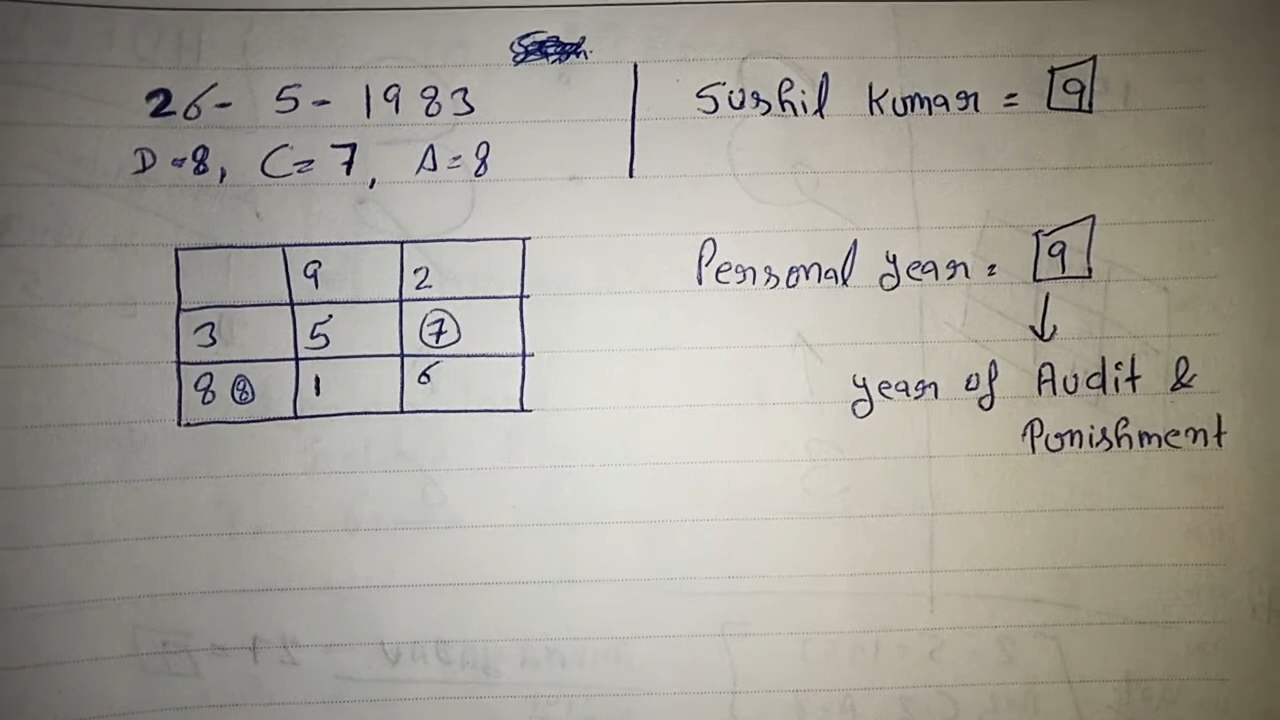 26- 5- 1983
D=8, C=7, A=8
Sushil Kumar = 9
9 2
3 5 7
8 8 1 6
Personal year = 9
↓
year of Audit &
Punishment